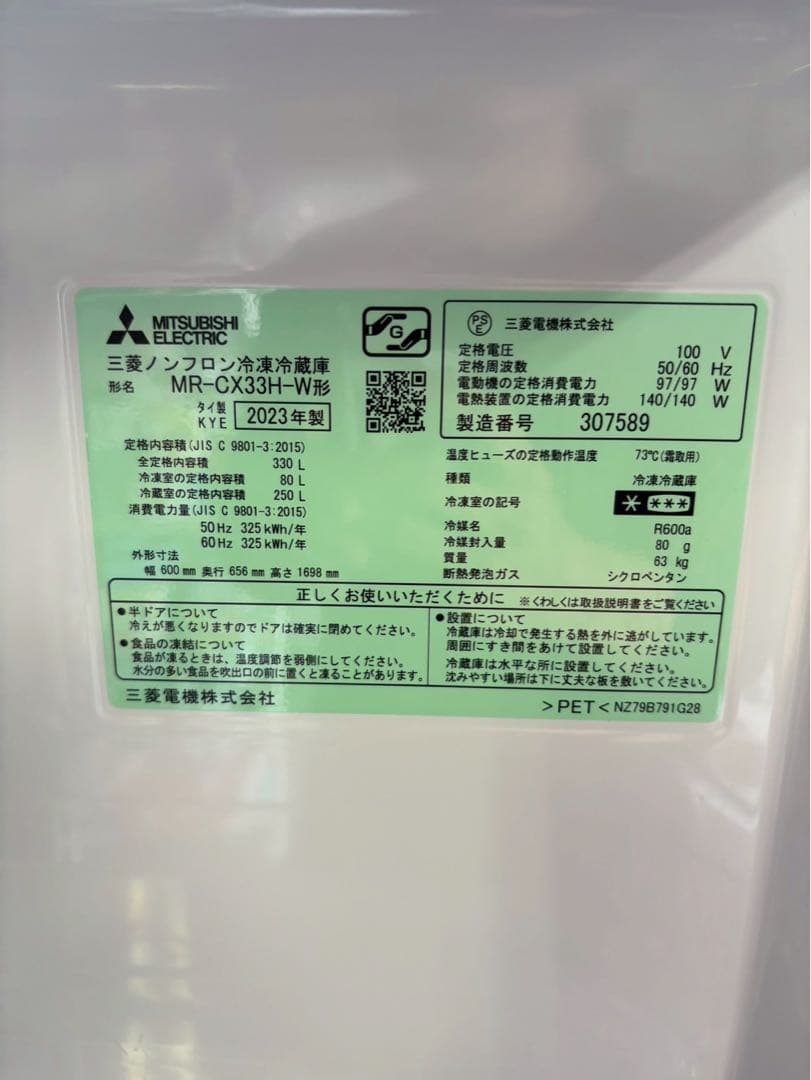 MITSUBISHI
ELECTRIC
三菱ノンフロン冷凍冷蔵庫
形名 MR-CX33H-W形
タイ製
KYE 2023年製
G
定格内容積(JIS C 9801-3:2015)
全定格内容積 330 L
冷凍室の定格内容積 80 L
冷蔵室の定格内容積 250 L
消費電力量(JIS C 9801-3:2015)
50Hz 325kWh/年
60Hz 325kWh/年
外形寸法
幅 600mm 奥行 656mm 高さ 1698mm
PS
E 三菱電機株式会社
定格電圧 100 V
定格周波数 50/60 Hz
電動機の定格消費電力 97/97 W
電熱装置の定格消費電力 140/140 W
製造番号 307589
温度ヒューズの定格動作温度 73℃(霜取用)
種類 冷凍冷蔵庫
冷凍室の記号 * ***
冷媒名 R600a
冷媒封入量 80 g
質量 63 kg
断熱発泡ガス シクロペンタン
正しくお使いいただくために ※くわしくは取扱説明書をご覧ください
●半ドアについて
冷えが悪くなりますのでドアは確実に閉めてください。
●食品の凍結について
食品が凍るときは、温度調節を弱側にしてください。
水分の多い食品を吹出口の前に置くと凍ることがあります。
●設置について
冷蔵庫は冷却で発生する熱を外に逃がしています。
周囲にすき間をあけて設置してください。
冷蔵庫は水平な所に設置してください。
沈みやすい場所は下に丈夫な板を敷いてください。
三菱電機株式会社
>PET< NZ79B791G28